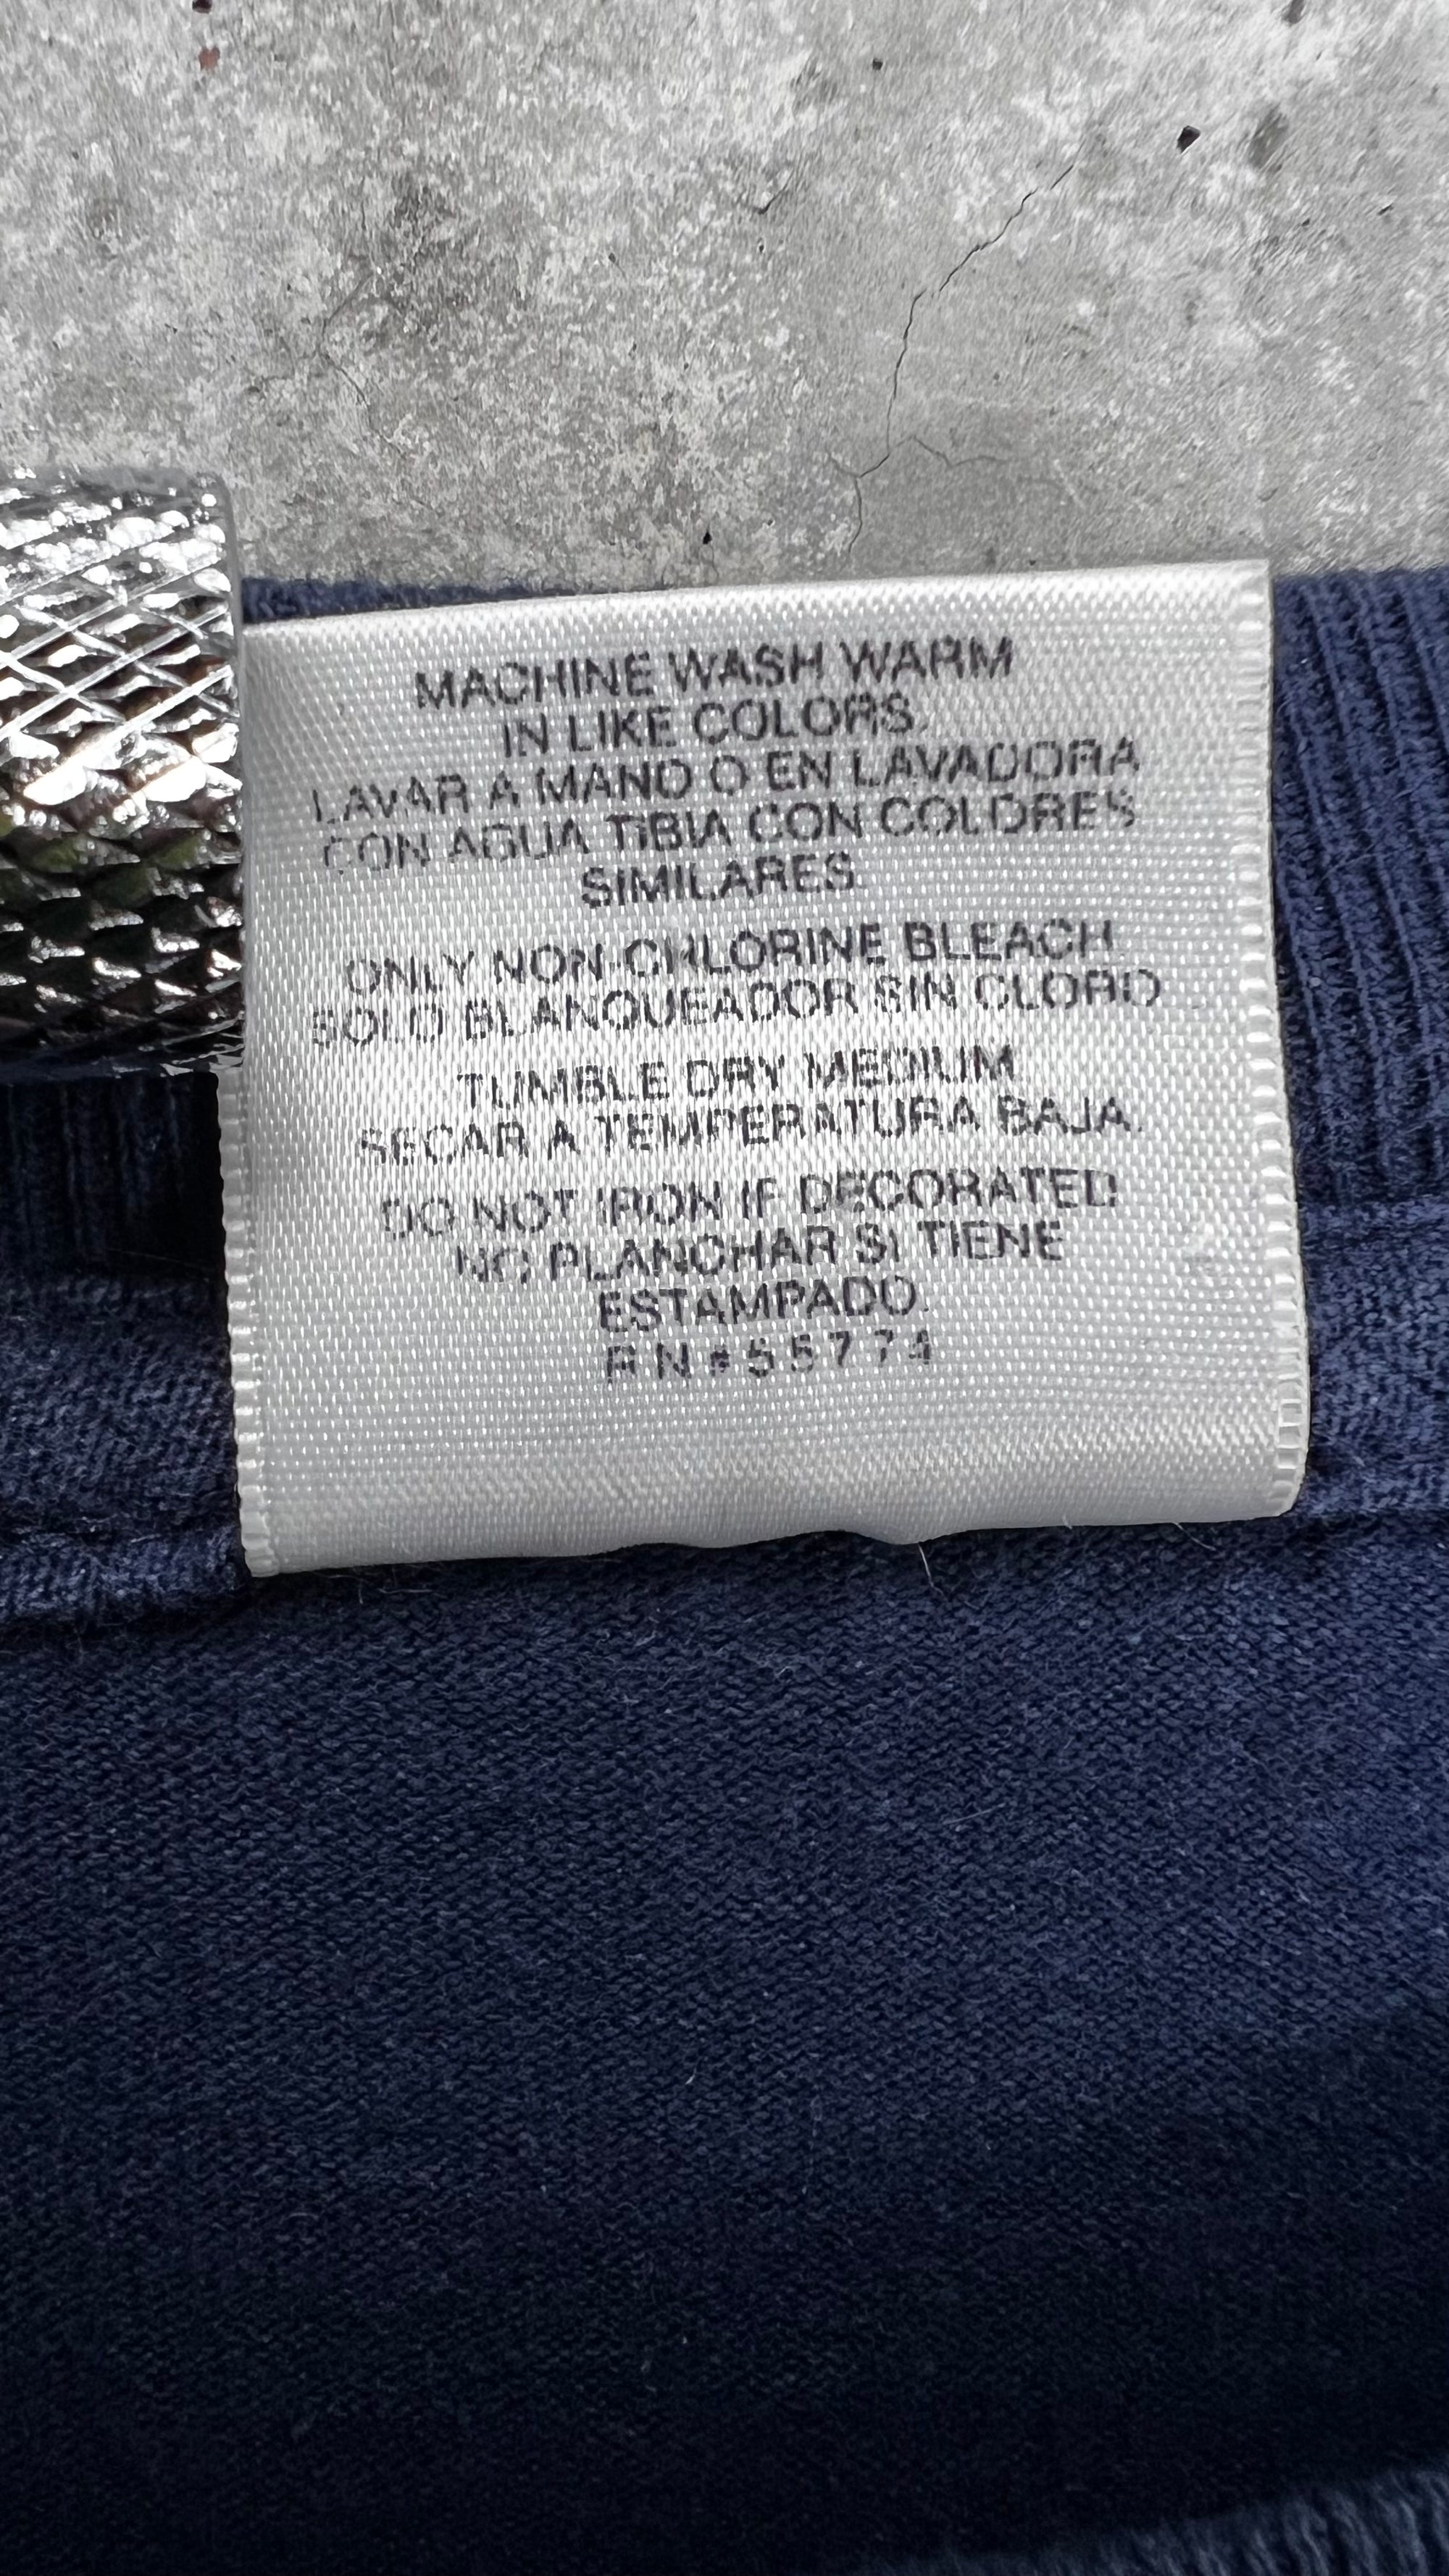 MACHINE WASH WARM
IN LIKE COLORS.
LAVAR A MANO O EN LAVADORA
CON AGUA TIBIA CON COLORES
SIMILARES.
ONLY NON-CHLORINE BLEACH.
SOLO BLANQUEADOR SIN CLORO
TUMBLE DRY MEDIUM
SECAR A TEMPERATURA BAJA.
DO NOT IRON IF DECORATED
NO PLANCHAR SI TIENE
ESTAMPADO.
RN#55774